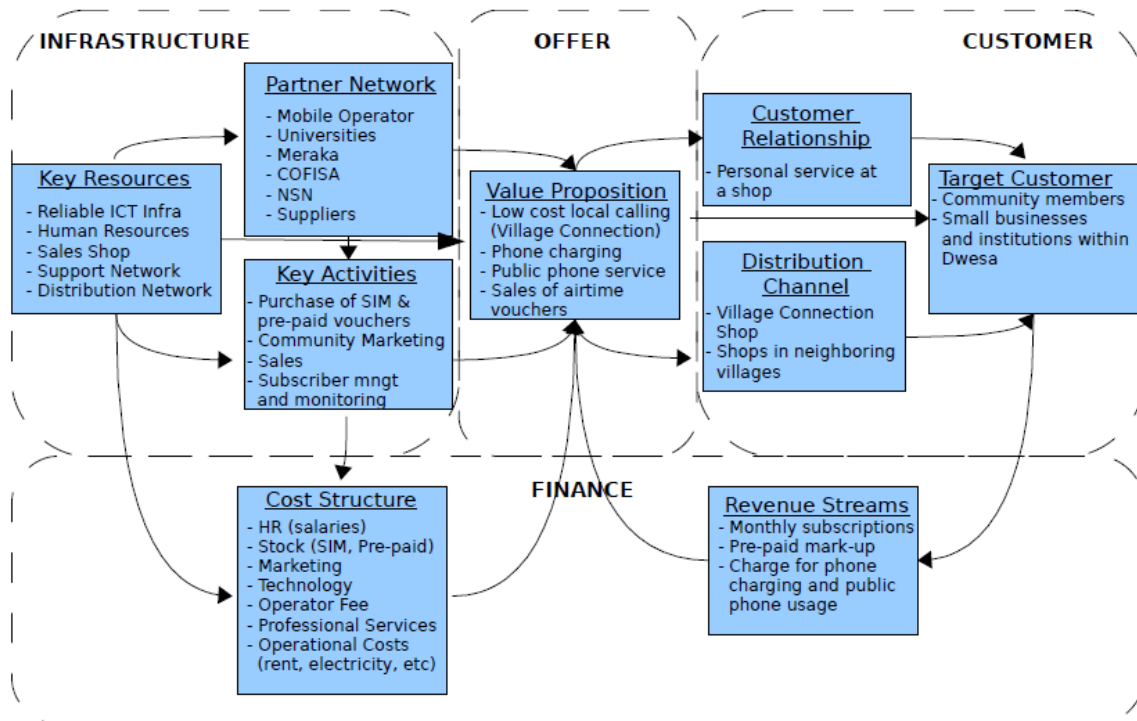 INFRASTRUCTURE
OFFER
CUSTOMER
Partner Network
- Mobile Operator
- Universities
- Meraka
- COFISA
- NSN
- Suppliers
Key Resources
- Reliable ICT Infra
- Human Resources
- Sales Shop
- Support Network
- Distribution Network
Key Activities
- Purchase of SIM &
pre-paid vouchers
- Community Marketing
- Sales
- Subscriber mngt
and monitoring
Value Proposition
- Low cost local calling
(Village Connection)
- Phone charging
- Public phone service
- Sales of airtime
vouchers
Customer
Relationship
- Personal service at
a shop
Distribution
Channel
- Village Connection
Shop
- Shops in neighboring
villages
Target Customer
- Community members
- Small businesses
and institutions within
Dwesa
FINANCE
Cost Structure
- HR (salaries)
- Stock (SIM, Pre-paid)
- Marketing
- Technology
- Operator Fee
- Professional Services
- Operational Costs
(rent, electricity, etc)
Revenue Streams
- Monthly subscriptions
- Pre-paid mark-up
- Charge for phone
charging and public
phone usage